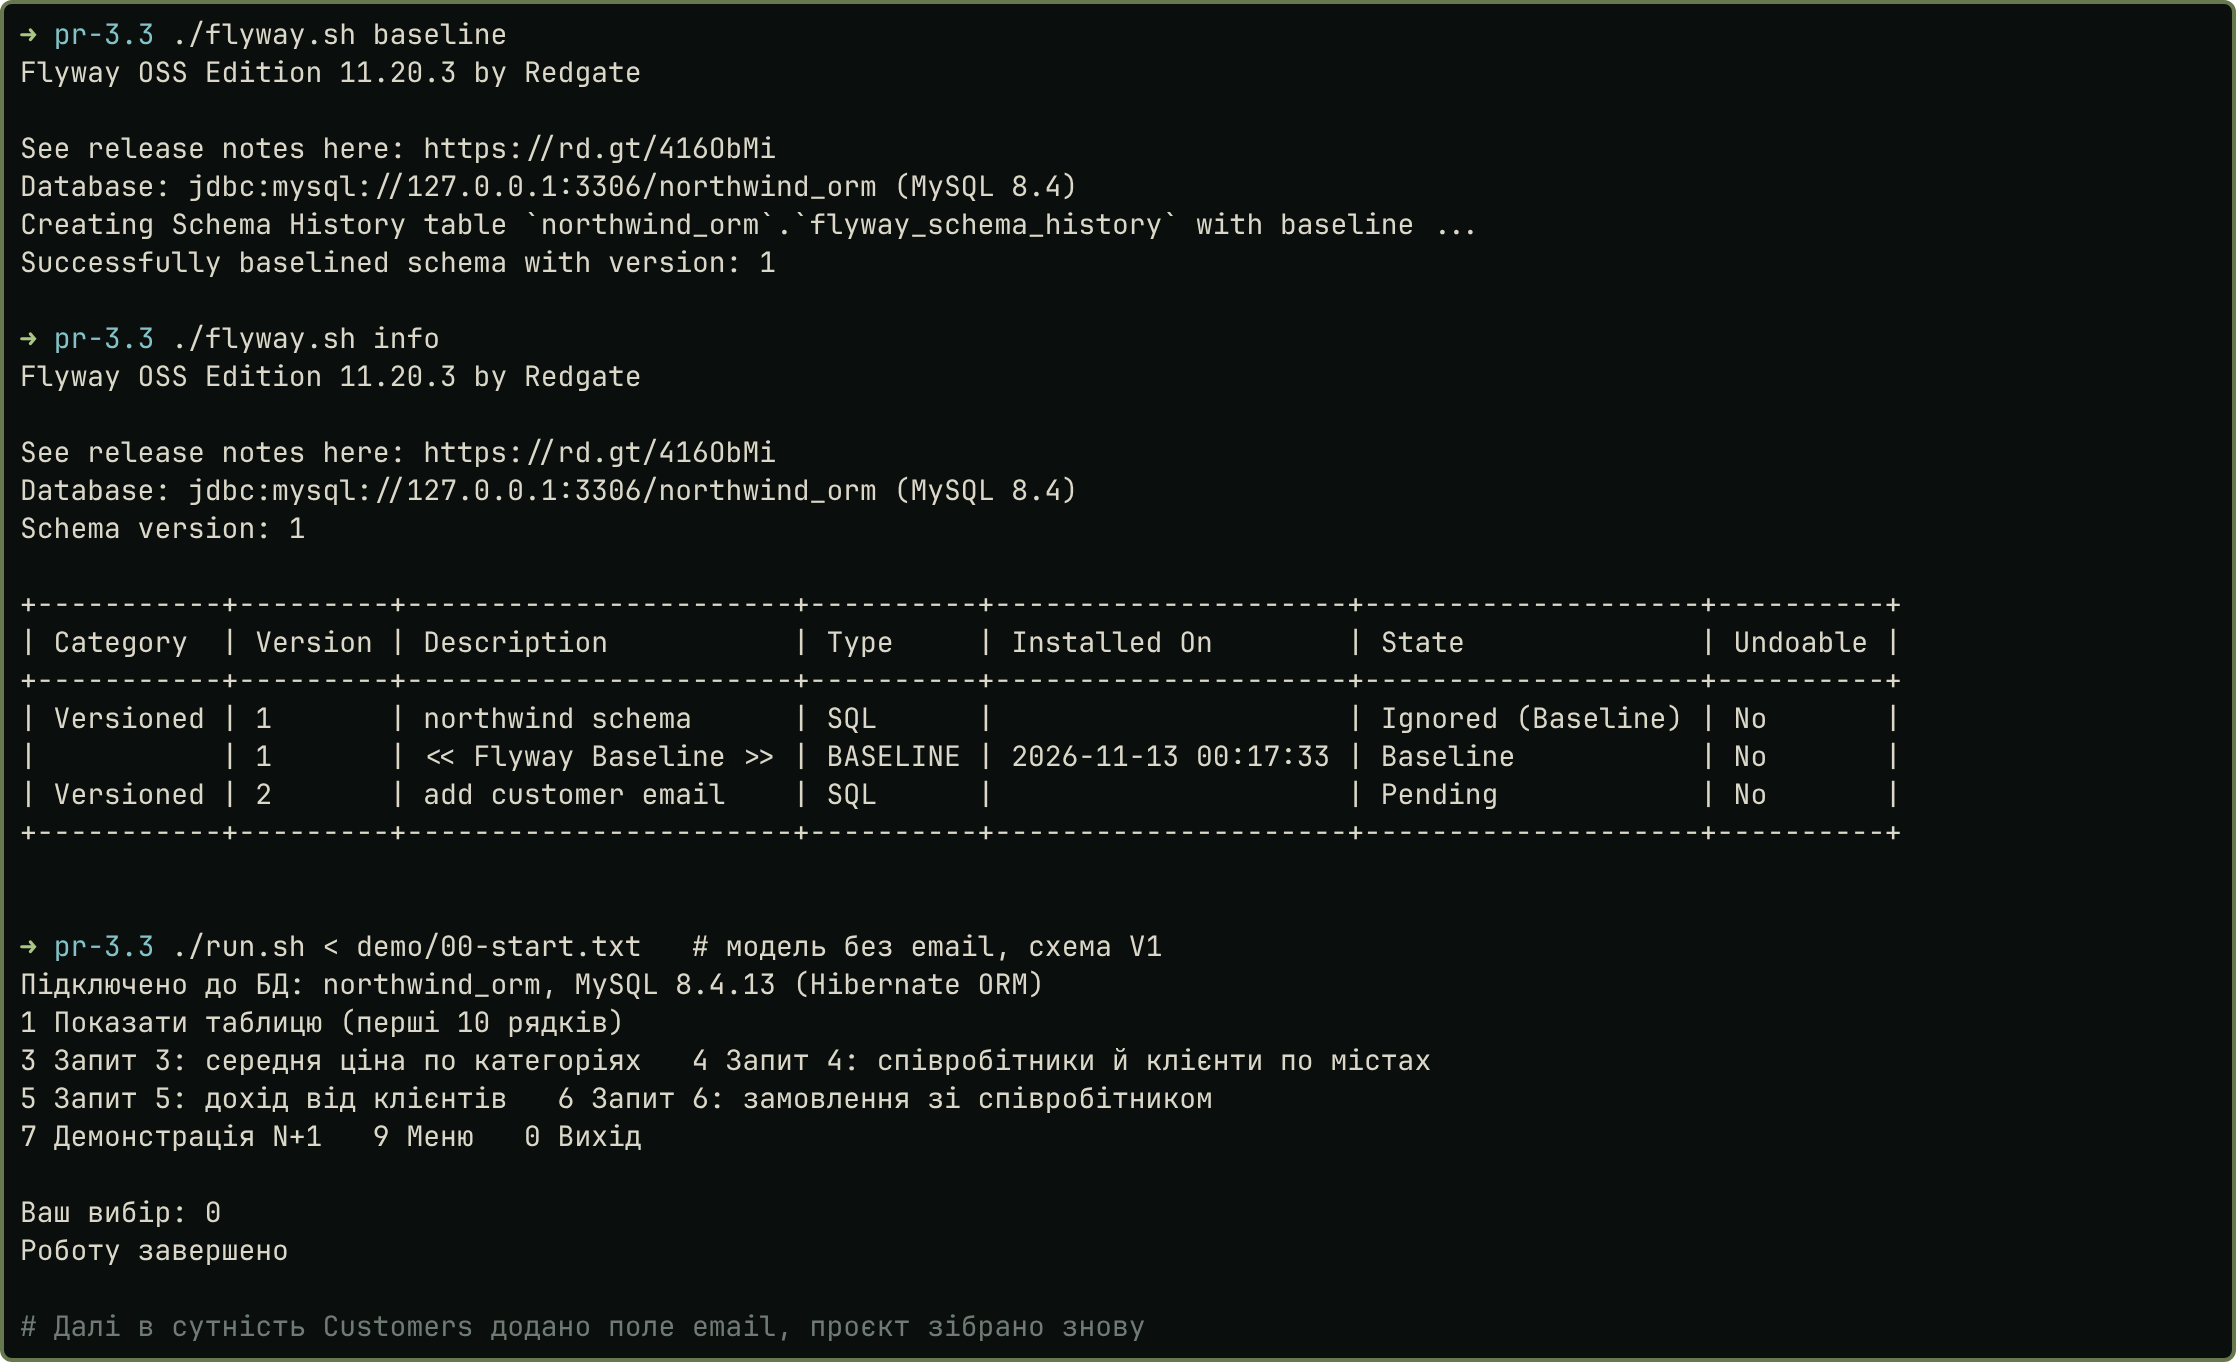 → pr-3.3 ./flyway.sh baseline
Flyway OSS Edition 11.20.3 by Redgate
See release notes here: https://rd.gt/416ObMi
Database: jdbc:mysql://127.0.0.1:3306/northwind_orm (MySQL 8.4)
Creating Schema History table `northwind_orm`.`flyway_schema_history` with baseline ...
Successfully baselined schema with version: 1
→ pr-3.3 ./flyway.sh info
Flyway OSS Edition 11.20.3 by Redgate
See release notes here: https://rd.gt/416ObMi
Database: jdbc:mysql://127.0.0.1:3306/northwind_orm (MySQL 8.4)
Schema version: 1
+-----------+---------+-----------------------+----------+---------------------+--------------------+----------+
| Category  | Version | Description           | Type     | Installed On        | State              | Undoable |
+-----------+---------+-----------------------+----------+---------------------+--------------------+----------+
| Versioned | 1       | northwind schema      | SQL      |                     | Ignored (Baseline) | No       |
|           | 1       | << Flyway Baseline >> | BASELINE | 2026-11-13 00:17:33 | Baseline           | No       |
| Versioned | 2       | add customer email    | SQL      |                     | Pending            | No       |
+-----------+---------+-----------------------+----------+---------------------+--------------------+----------+
→ pr-3.3 ./run.sh < demo/00-start.txt   # модель без email, схема V1
Підключено до БД: northwind_orm, MySQL 8.4.13 (Hibernate ORM)
1 Показати таблицю (перші 10 рядків)
3 Запит 3: середня ціна по категоріях   4 Запит 4: співробітники й клієнти по містах
5 Запит 5: дохід від клієнтів   6 Запит 6: замовлення зі співробітником
7 Демонстрація N+1   9 Меню   0 Вихід
Ваш вибір: 0
Роботу завершено
# Далі в сутність Customers додано поле email, проєкт зібрано знову